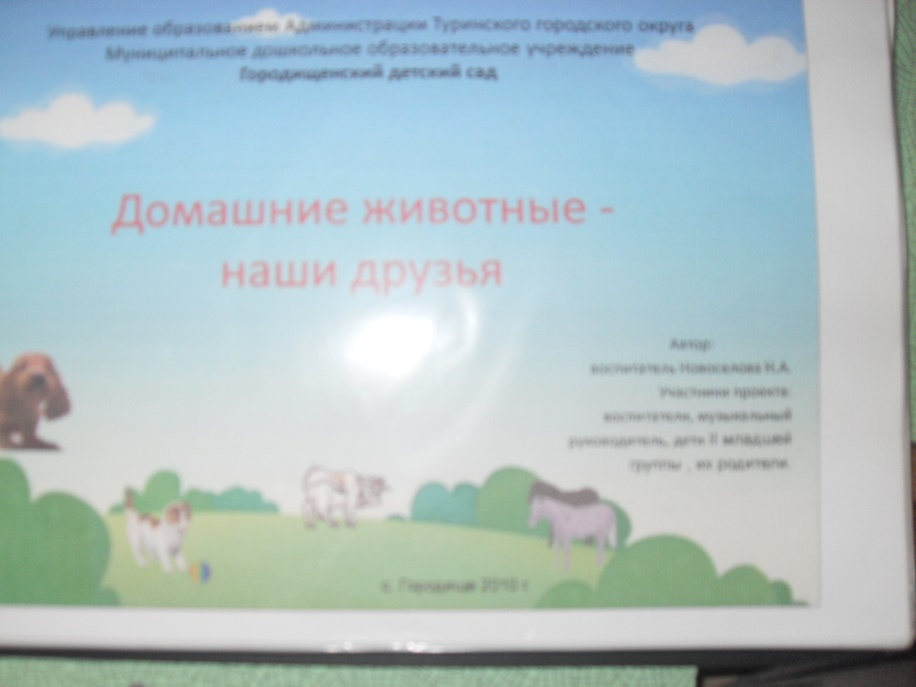 Управление образованием Администрации Туринского городского округа
Муниципальное дошкольное образовательное учреждение
Городищенский детский сад
Домашние животные -
наши друзья
Автор:
воспитатель Новоселова Н.А.
Участники проекта:
воспитатели, музыкальный
руководитель, дети II младшей
группы , их родители.
с. Городище 2010 г